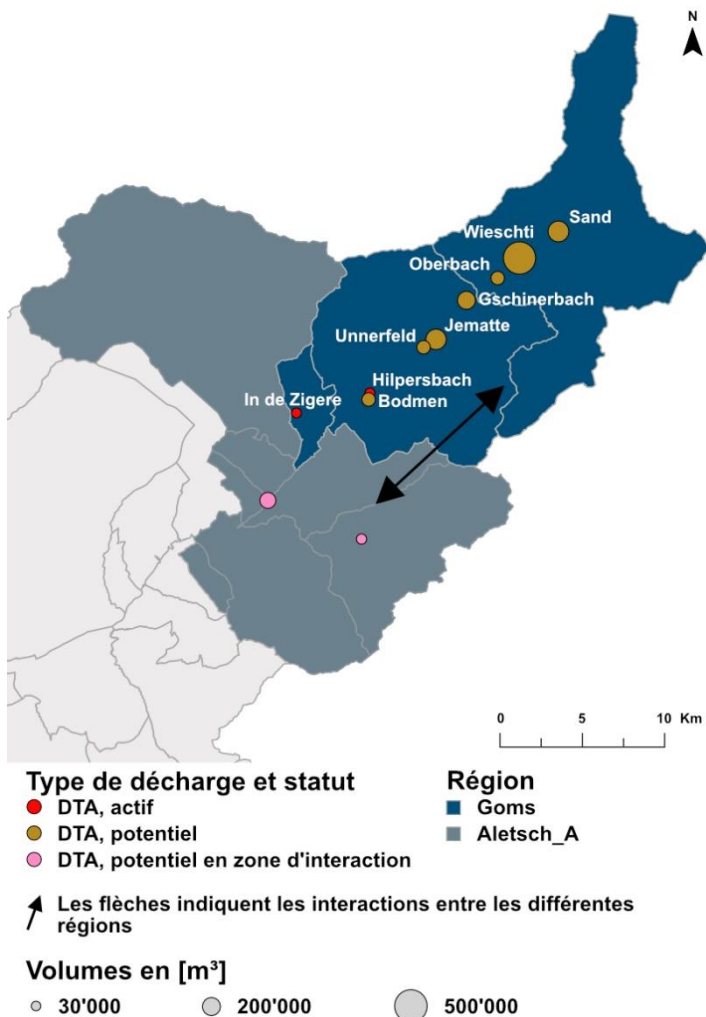 N
Sand
Wieschti
Oberbach
Gschinerbach
Jematte
Unnerfeld
Hilpersbach
In de Zigere
Bodmen
0 5 10 Km
Type de décharge et statut
DTA, actif
DTA, potentiel
DTA, potentiel en zone d'interaction
Région
Goms
Aletsch_A
Les flèches indiquent les interactions entre les différentes
régions
Volumes en [m³]
30'000 200'000 500'000